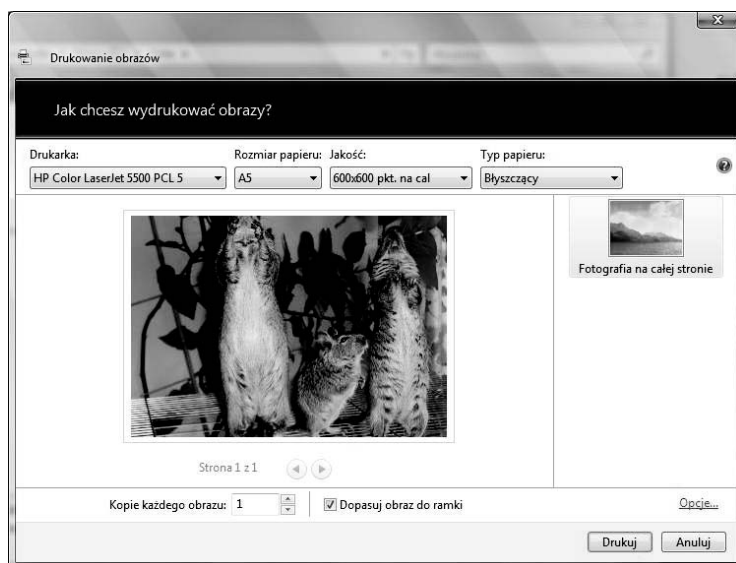 Drukowanie obrazów
Jak chcesz wydrukować obrazy?
Drukarka: Rozmiar papieru: Jakość: Typ papieru:
HP Color LaserJet 5500 PCL 5 A5 600x600 pkt. na cal Błyszczący
Fotografia na całej stronie
Strona 1 z 1
Kopie każdego obrazu: 1 Dopasuj obraz do ramki Opcje...
Drukuj Anuluj